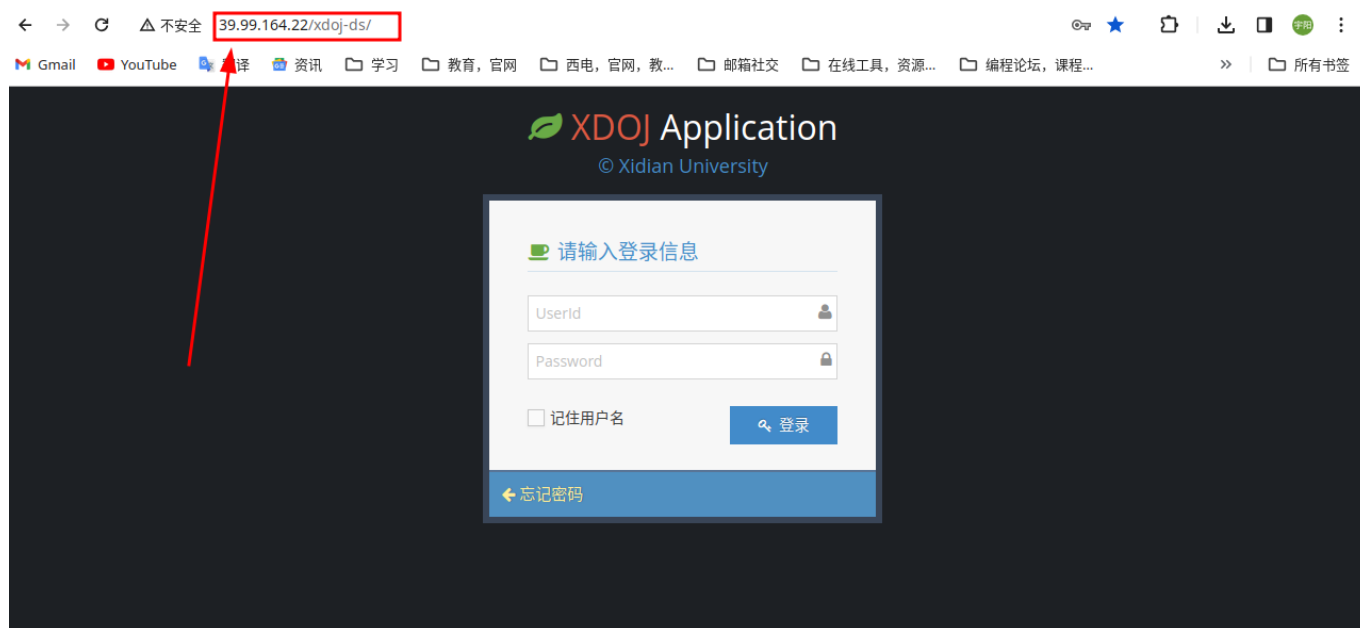 不安全 39.99.164.22/xdoj-ds/ 宇阳
Gmail YouTube 译 资讯 学习 教育，官网 西电，官网，教... 邮箱社交 在线工具，资源... 编程论坛，课程... » 所有书签
XDOJ Application
© Xidian University
请输入登录信息
UserId
Password
记住用户名 登录
忘记密码